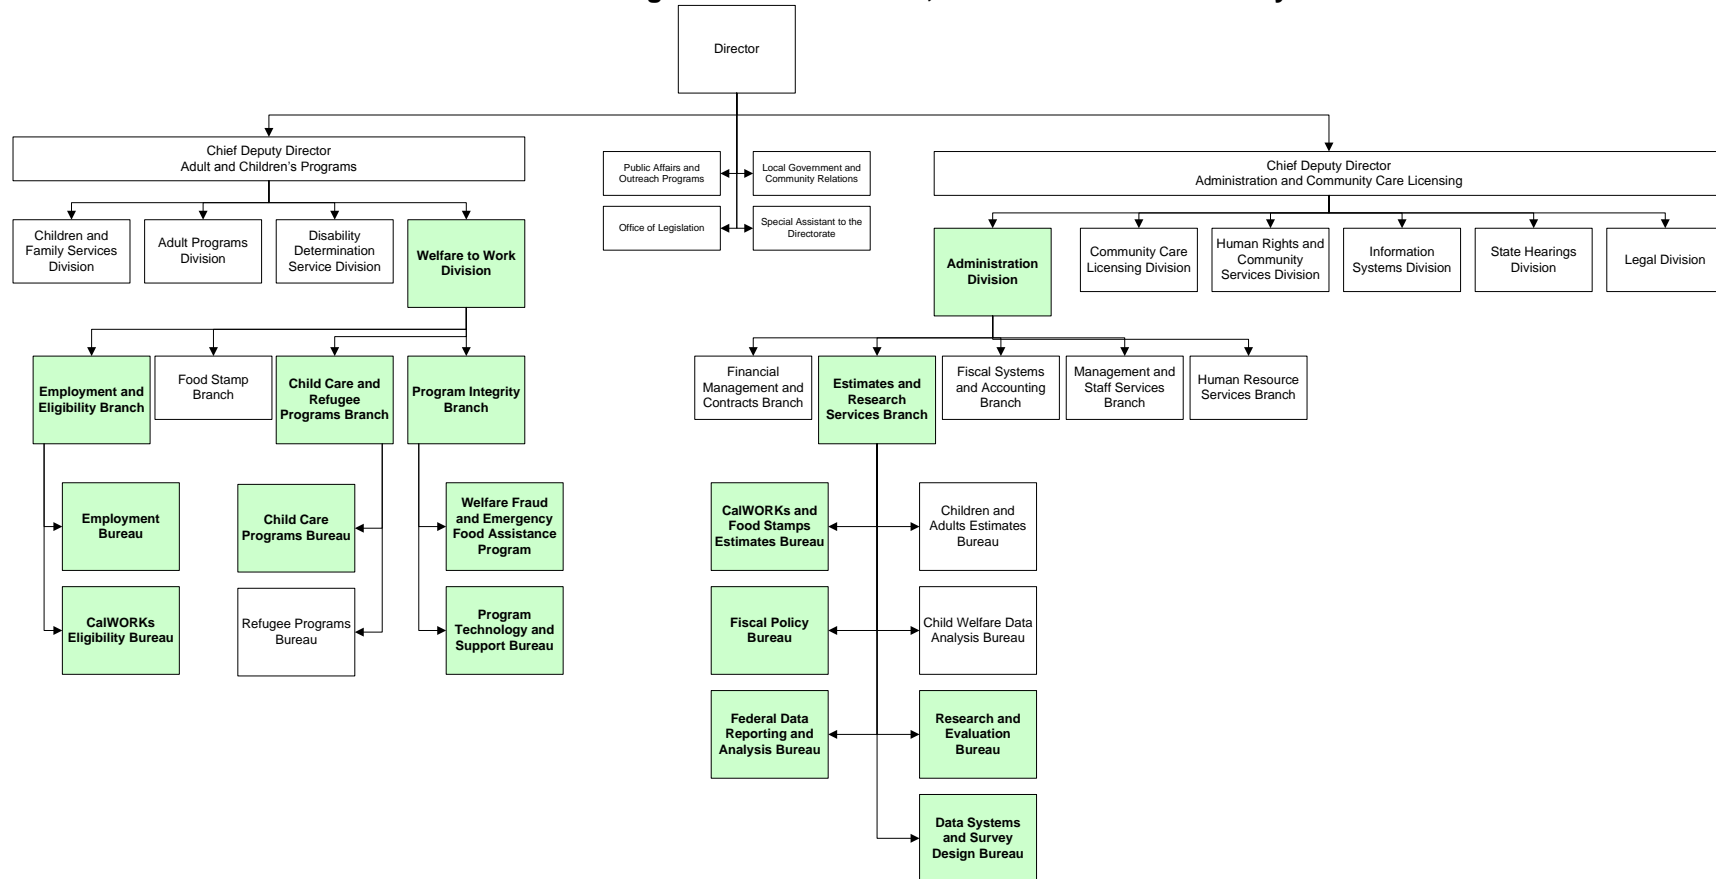 Director
Chief Deputy Director
Adult and Children’s Programs
Public Affairs and
Outreach Programs
Local Government and
Community Relations
Chief Deputy Director
Administration and Community Care Licensing
Office of Legislation
Special Assistant to the
Directorate
Children and
Family Services
Division
Adult Programs
Division
Disability
Determination
Service Division
Welfare to Work
Division
Administration
Division
Community Care
Licensing Division
Human Rights and
Community
Services Division
Information
Systems Division
State Hearings
Division
Legal Division
Employment and
Eligibility Branch
Food Stamp
Branch
Child Care and
Refugee
Programs Branch
Program Integrity
Branch
Financial
Management and
Contracts Branch
Estimates and
Research
Services Branch
Fiscal Systems
and Accounting
Branch
Management and
Staff Services
Branch
Human Resource
Services Branch
Employment
Bureau
Child Care
Programs Bureau
Welfare Fraud
and Emergency
Food Assistance
Program
CalWORKs and
Food Stamps
Estimates Bureau
Children and
Adults Estimates
Bureau
CalWORKs
Eligibility Bureau
Refugee Programs
Bureau
Program
Technology and
Support Bureau
Fiscal Policy
Bureau
Child Welfare Data
Analysis Bureau
Federal Data
Reporting and
Analysis Bureau
Research and
Evaluation
Bureau
Data Systems
and Survey
Design Bureau